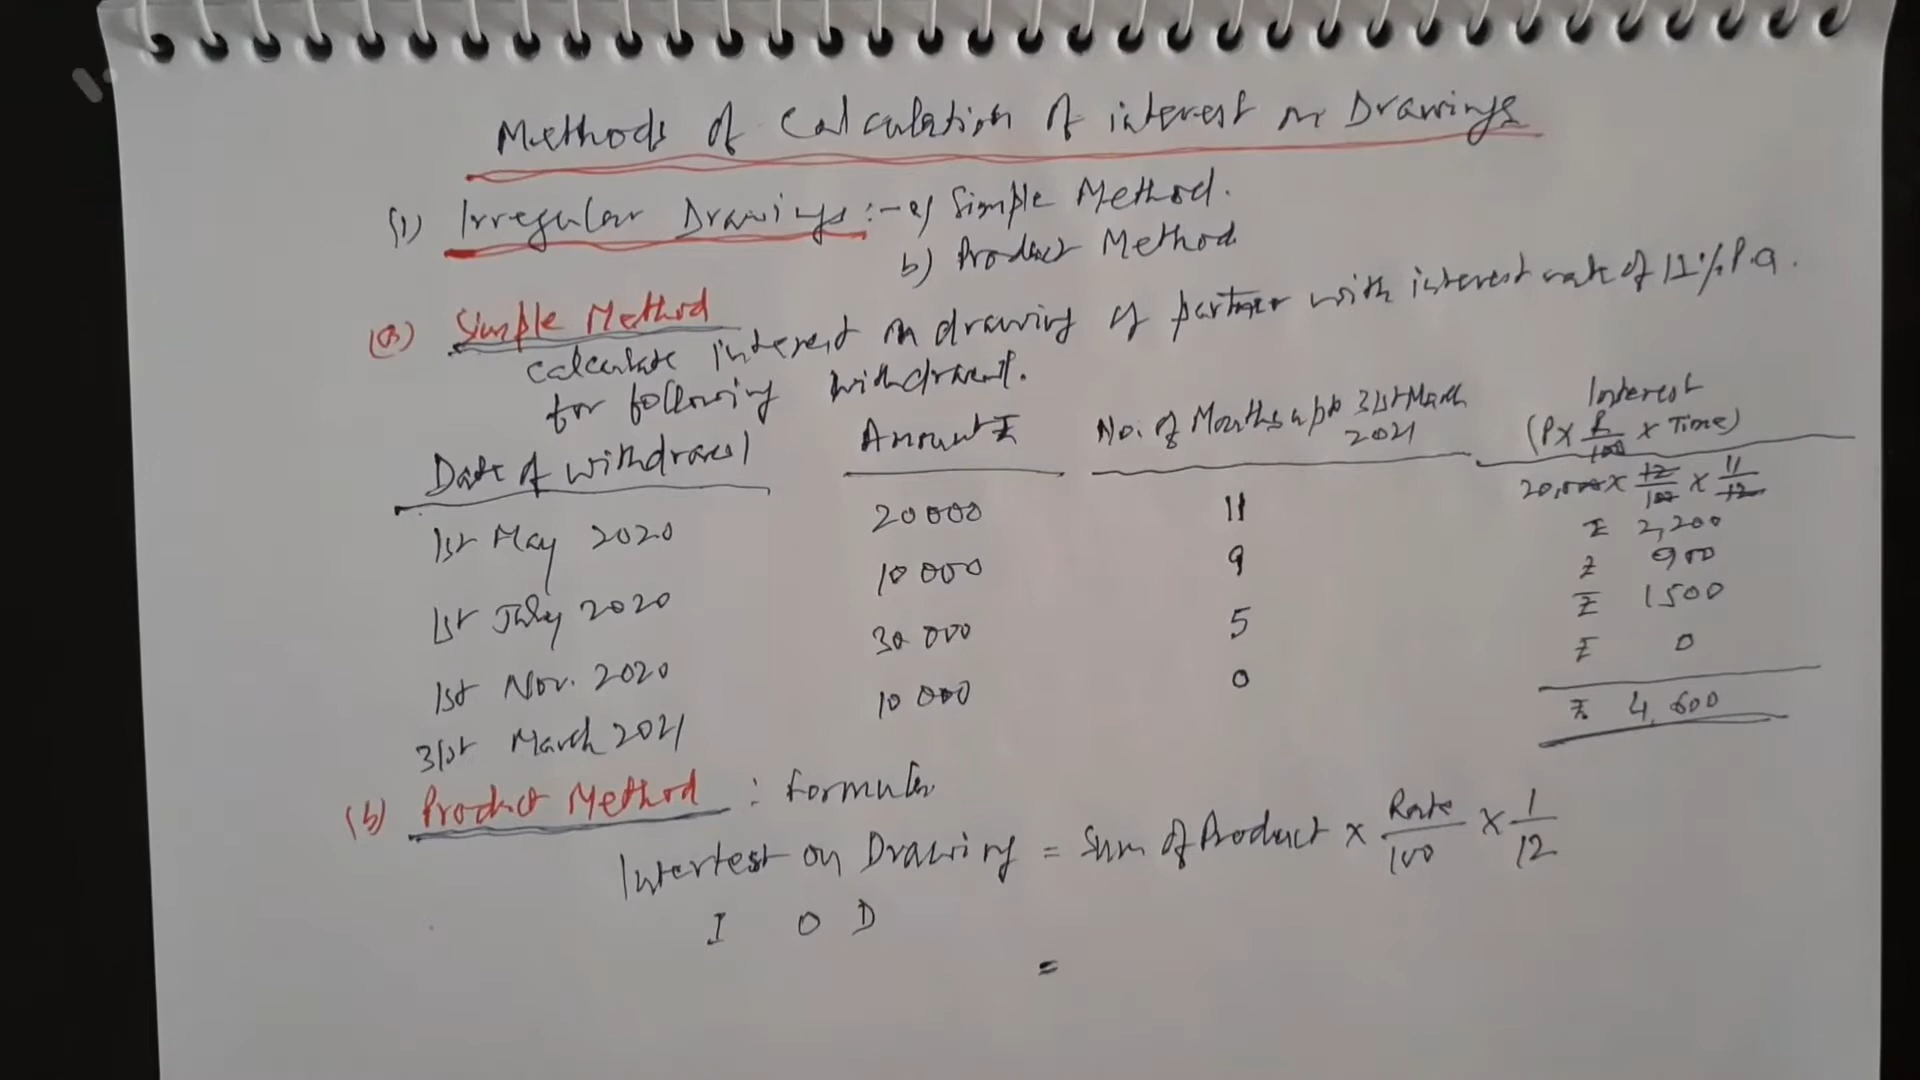 Methods of Calculation of interest on Drawings
(1) Irregular Drawings :- a) Simple Method.
b) Product Method
(a) Simple Method
calculate interest on drawing of partner with interest rate of 12% P.a.
for following withdrawl.
Date of withdrawl Amount ₹ No. of Months upto 31st March 2021 Interest (P x R/100 x Time)
20,000 x 12/100 x 11/12
1st May 2020 20000 11 ₹ 2,200
1st July 2020 10000 9 ₹ 900
1st Nov. 2020 30000 5 ₹ 1500
31st March 2021 10000 0 ₹ 0
₹ 4,600
(b) Product Method : Formula
Intertest on Drawing = Sum of Product x Rate/100 x 1/12
I O D
=